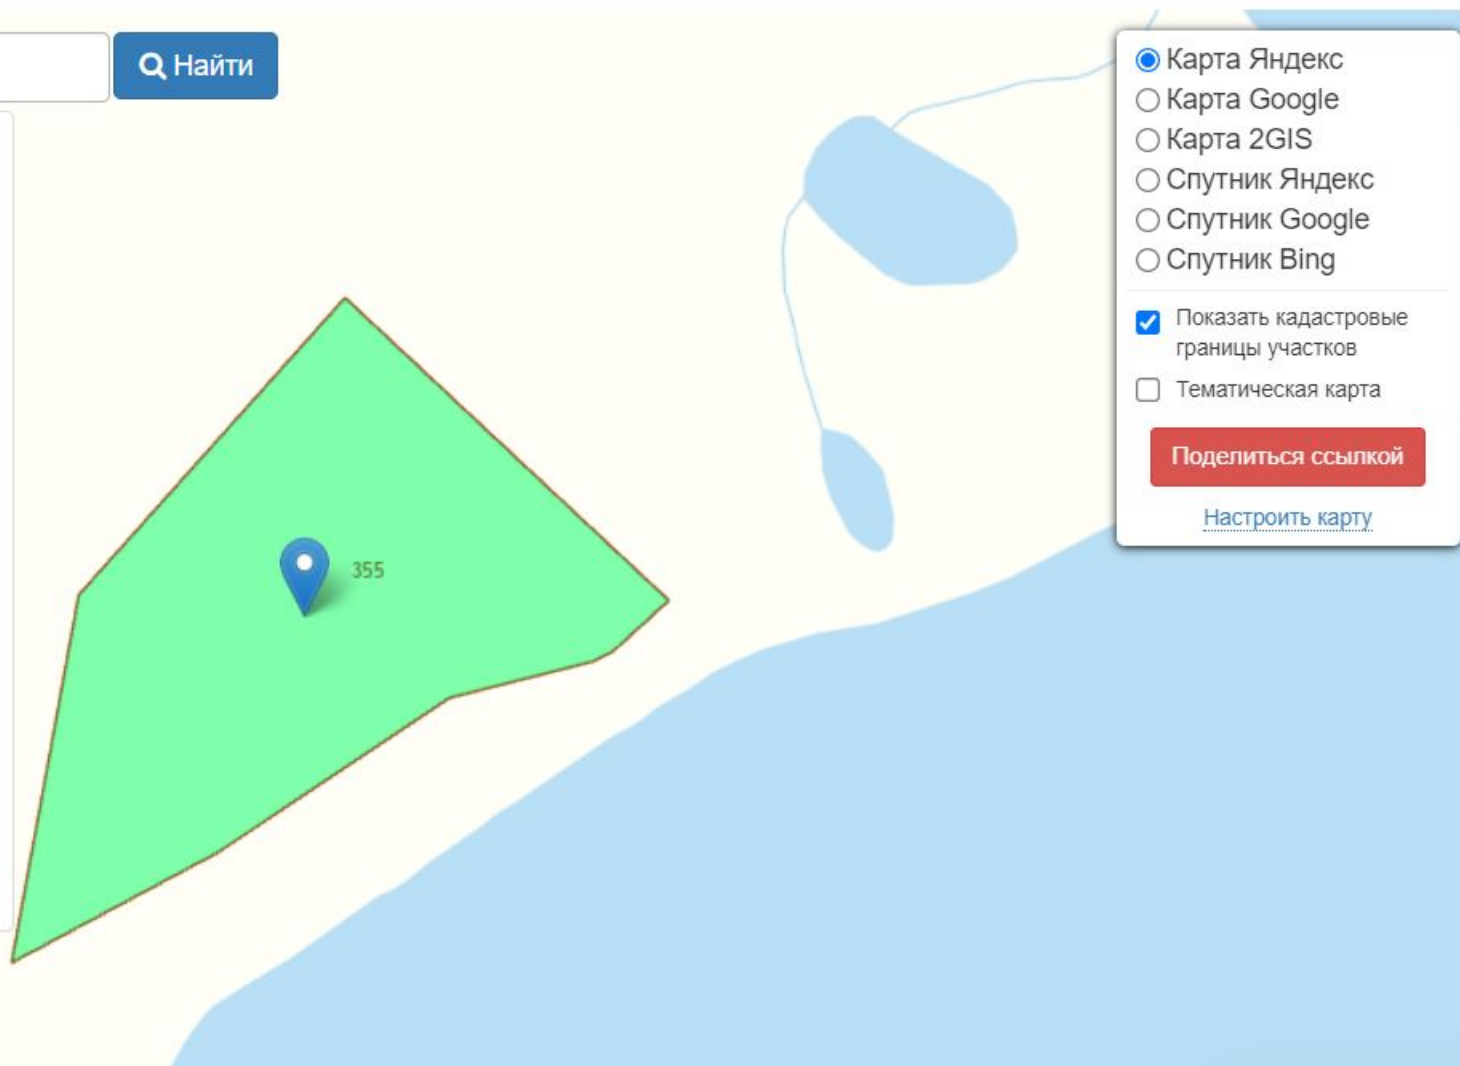 Найти
Карта Яндекс
Карта Google
Карта 2GIS
Спутник Яндекс
Спутник Google
Спутник Bing
Показать кадастровые
границы участков
Тематическая карта
Поделиться ссылкой
Настроить карту
355